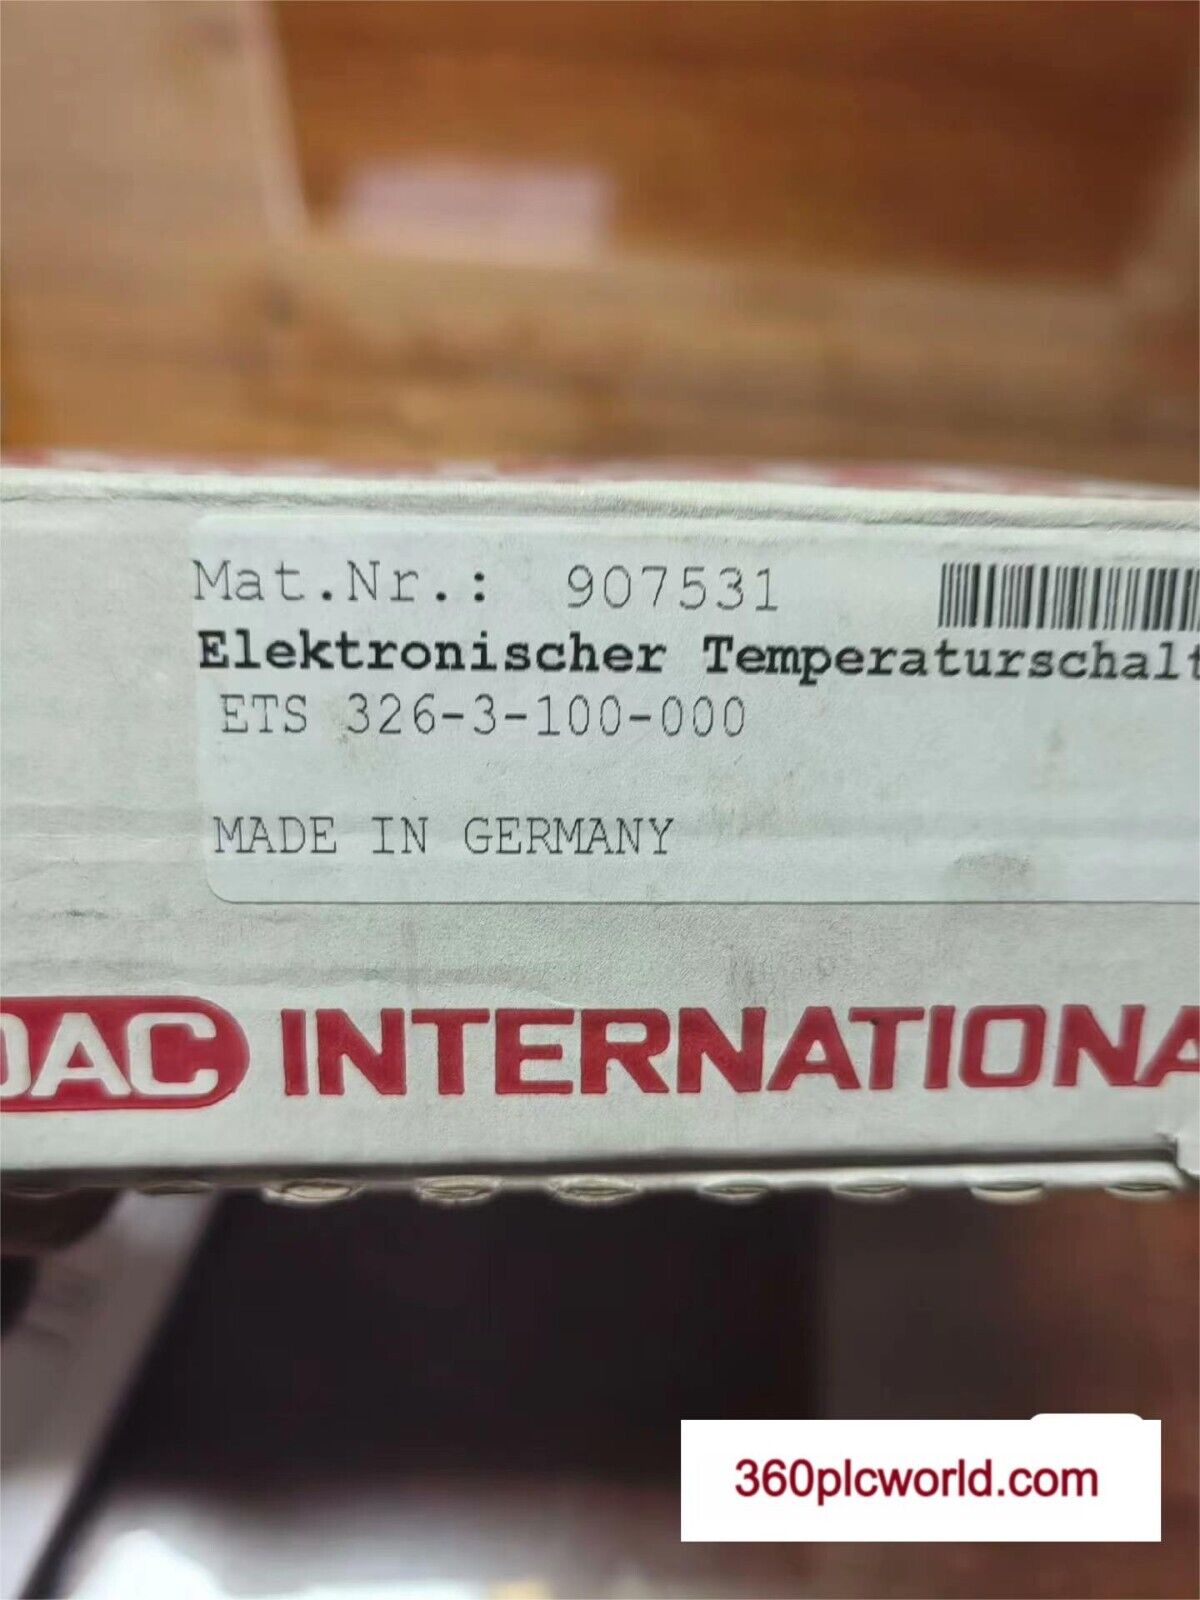 Mat.Nr.: 907531
Elektronischer Temperaturschalt
ETS 326-3-100-000
MADE IN GERMANY
DAC INTERNATIONA
360plcworld.com